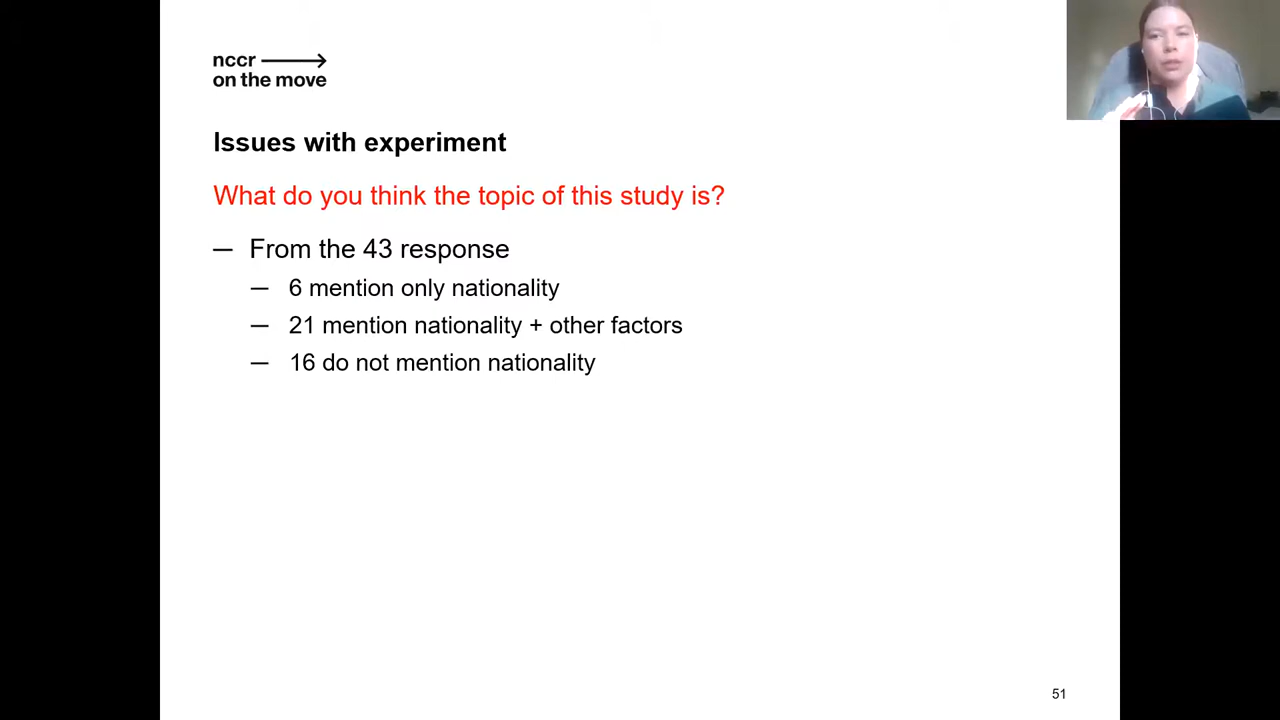 nccr
on the move
Issues with experiment
What do you think the topic of this study is?
— From the 43 response
— 6 mention only nationality
— 21 mention nationality + other factors
— 16 do not mention nationality
51